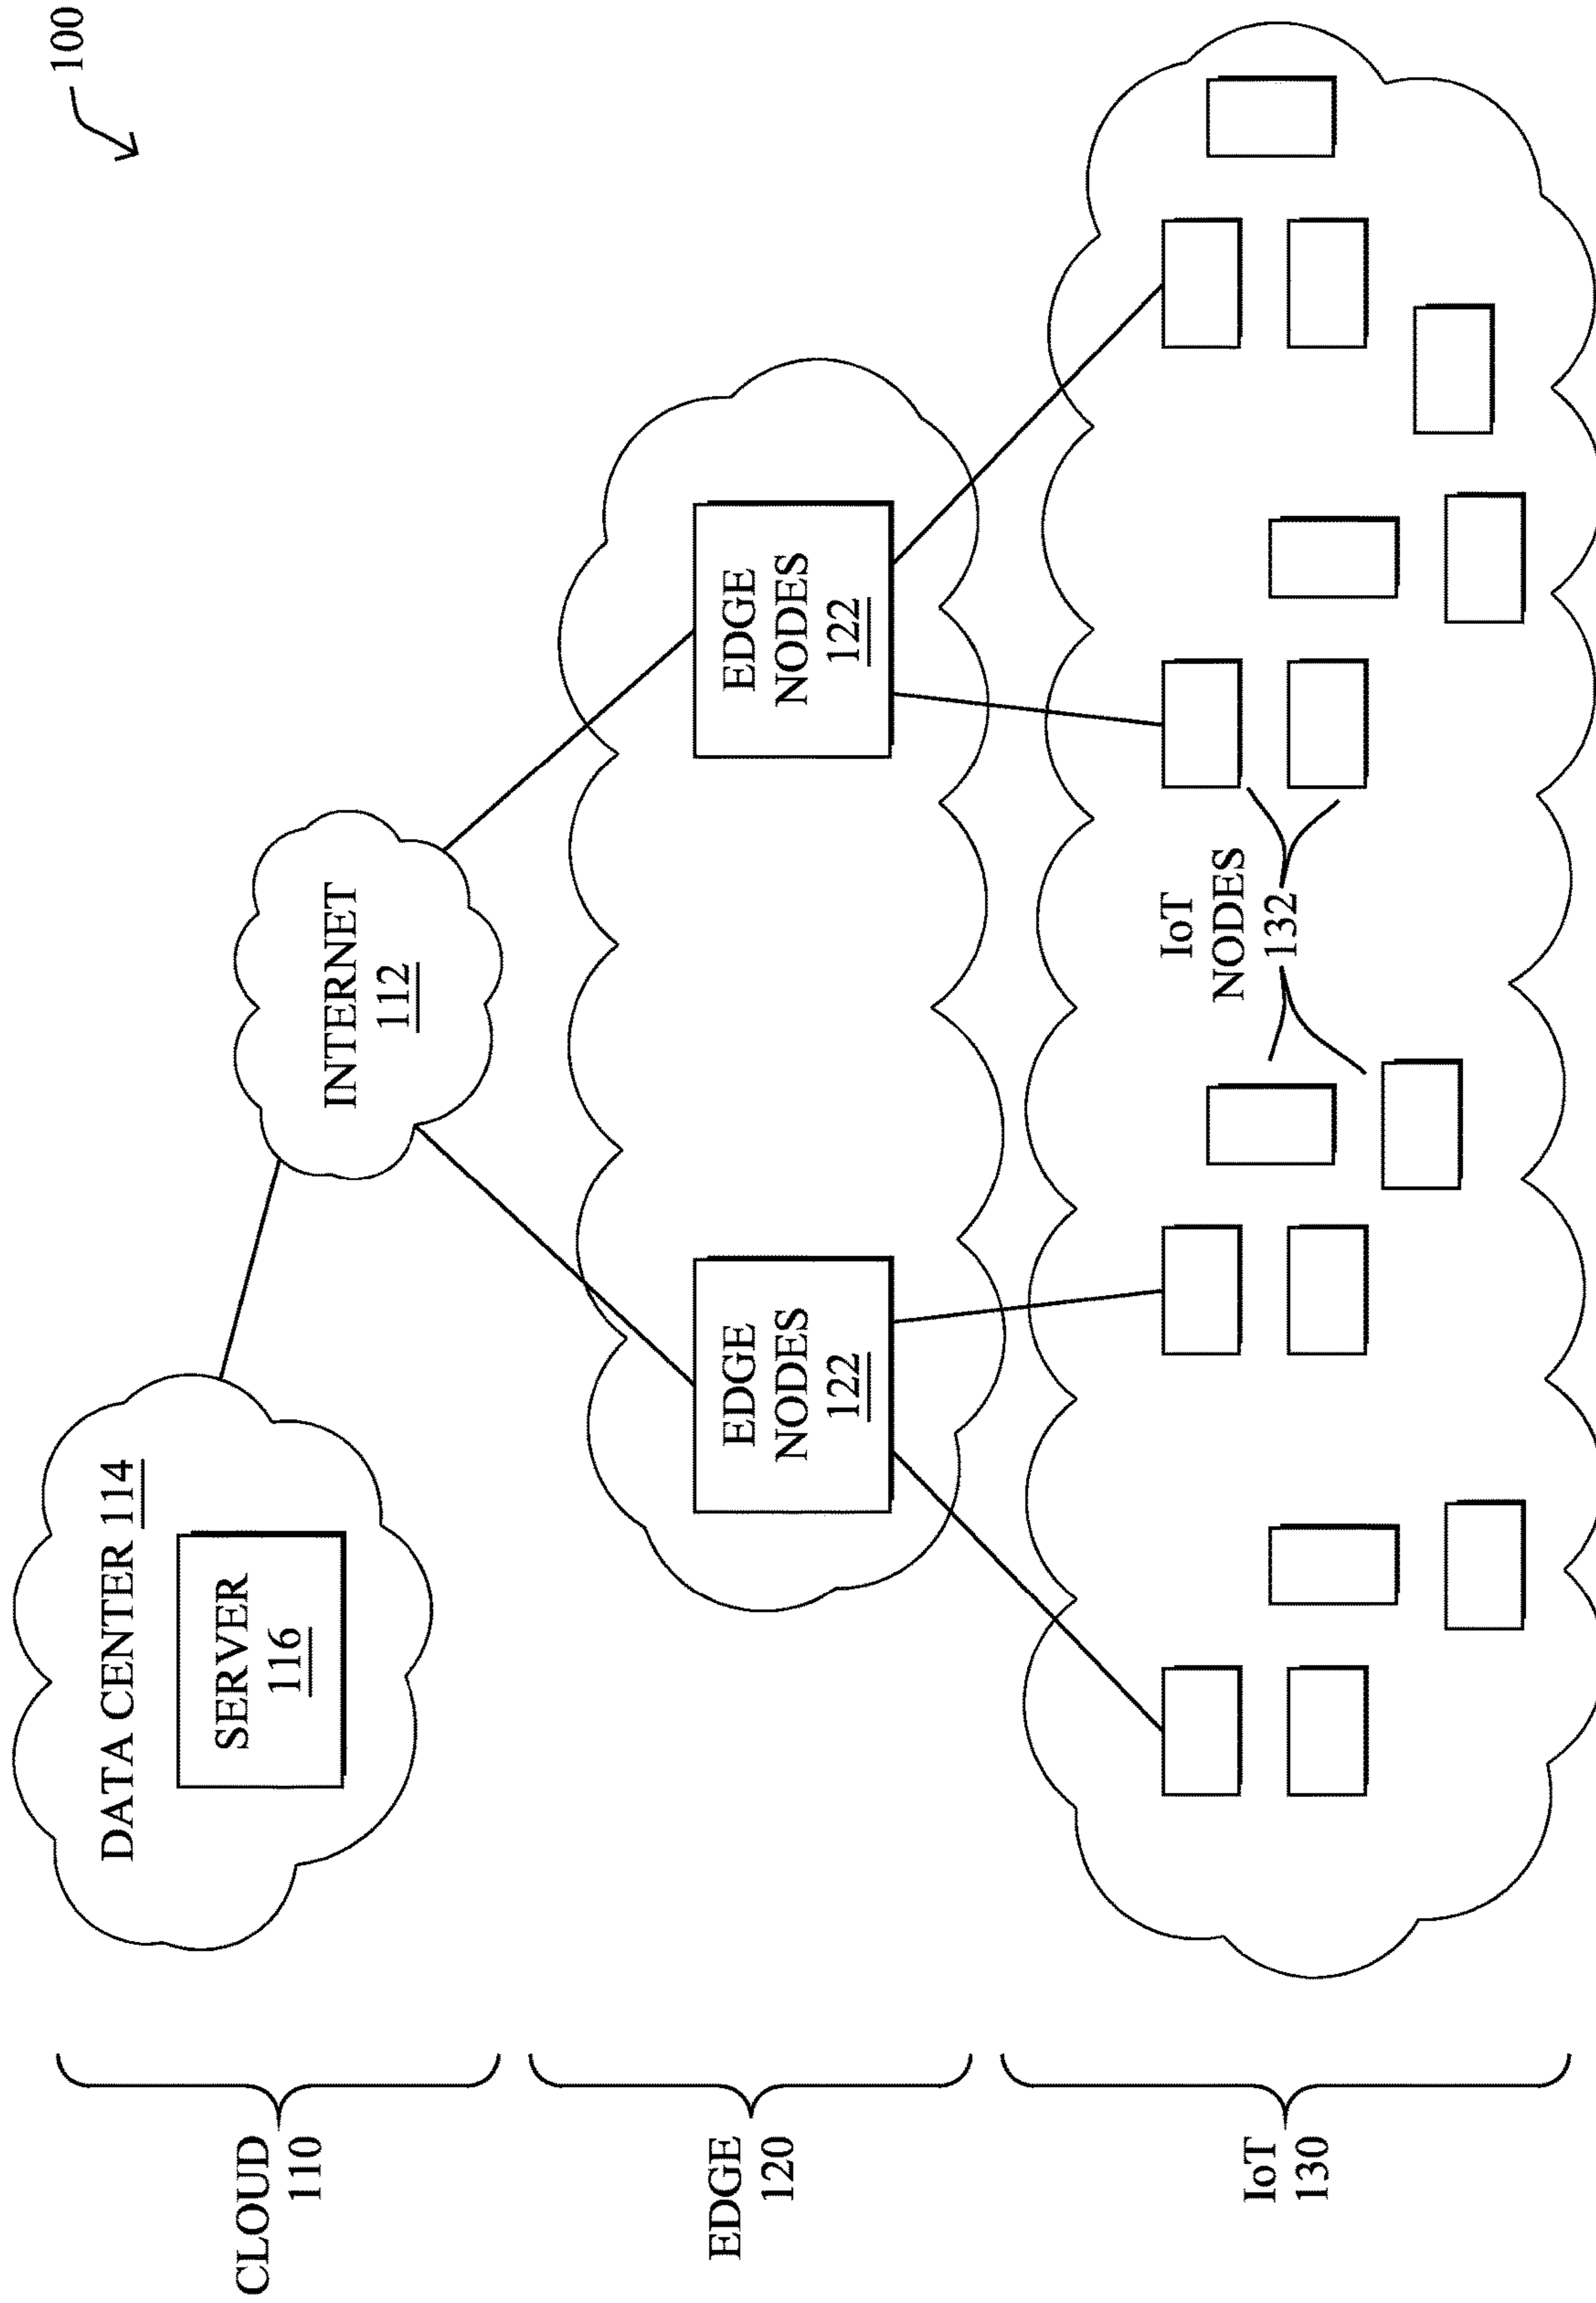 100
CLOUD
110
DATA CENTER 114
SERVER
116
INTERNET
112
EDGE
120
EDGE
NODES
122
EDGE
NODES
122
IoT
130
IoT
NODES
132